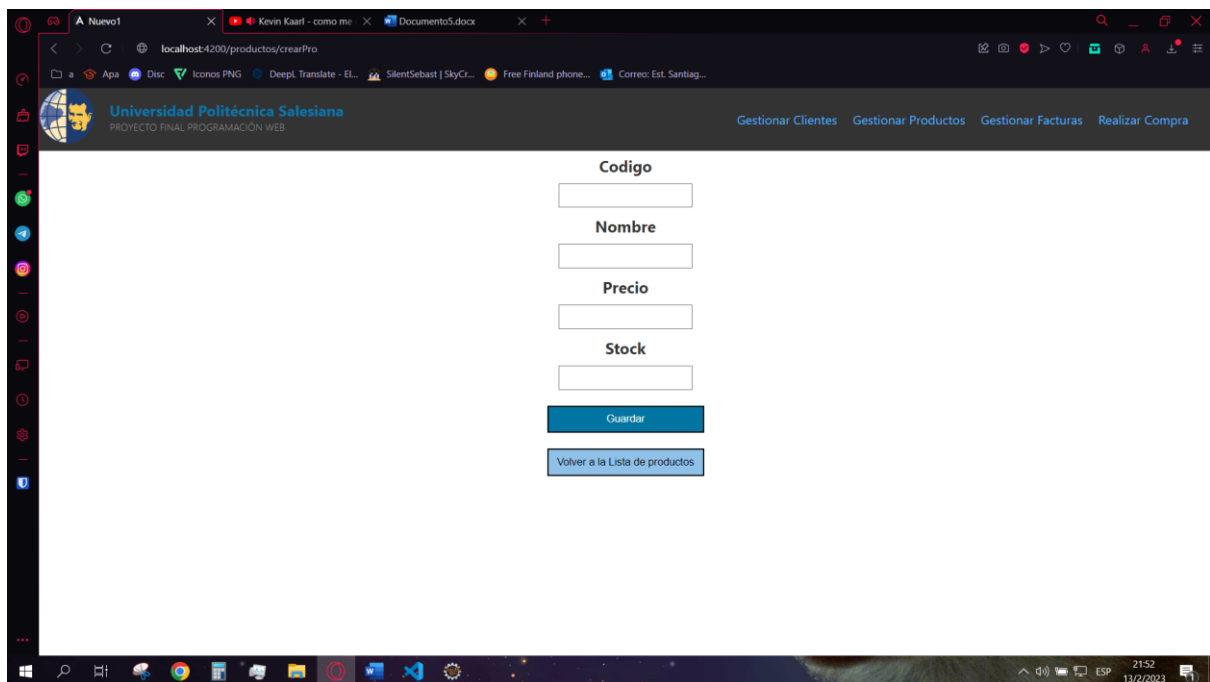 Nuevo1
Kevin Kaarl - como me
Documento5.docx
localhost:4200/productos/crearPro
a Apa Disc Iconos PNG DeepL Translate - El... SilentSebast | SkyCr... Free Finland phone... Correo: Est. Santiag...
Universidad Politécnica Salesiana
PROYECTO FINAL PROGRAMACIÓN WEB
Gestionar Clientes Gestionar Productos Gestionar Facturas Realizar Compra
Codigo
Nombre
Precio
Stock
Guardar
Volver a la Lista de productos
ESP
21:52
13/2/2023